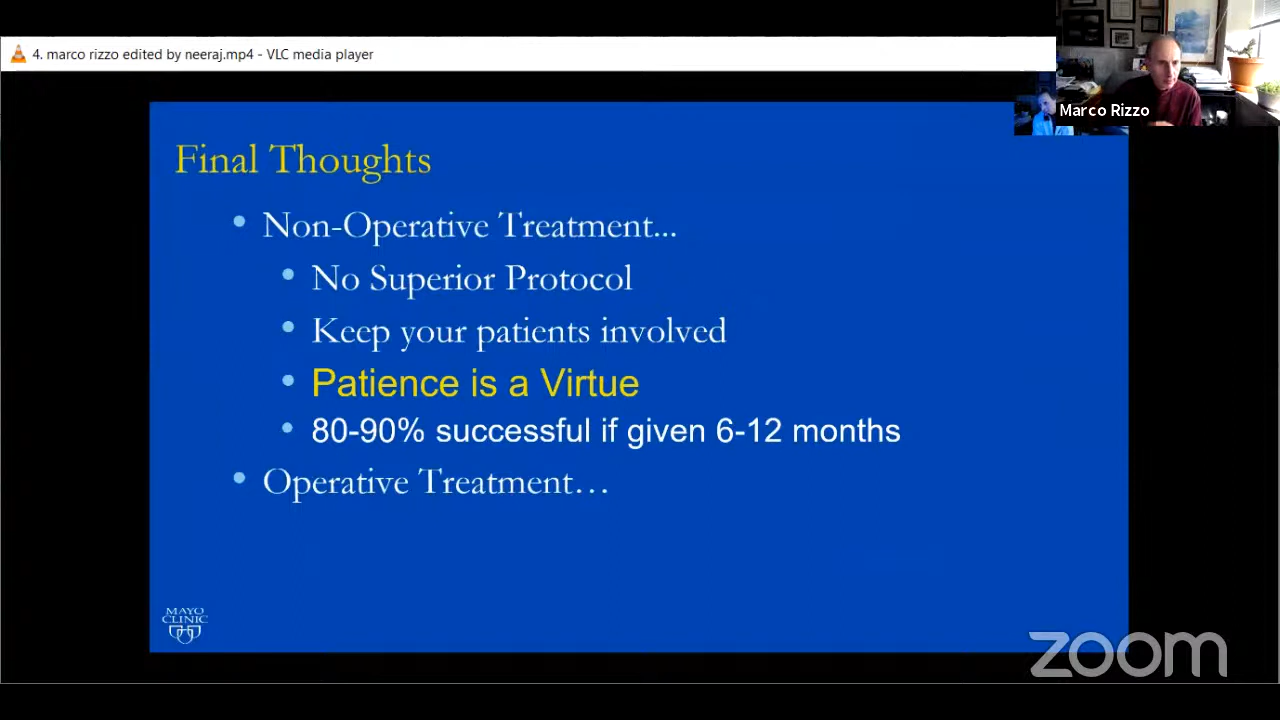 4. marco rizzo edited by neeraj.mp4 - VLC media player
Marco Rizzo
Final Thoughts
• Non-Operative Treatment...
• No Superior Protocol
• Keep your patients involved
• Patience is a Virtue
• 80-90% successful if given 6-12 months
• Operative Treatment…
MAYO
CLINIC
zoom